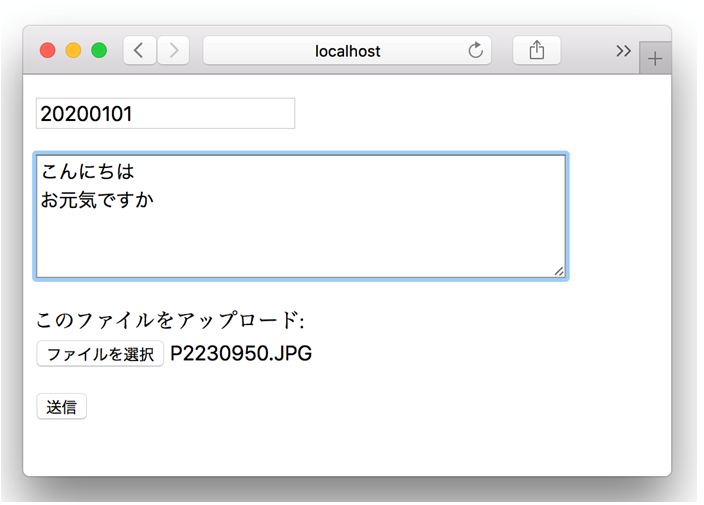 localhost
20200101
こんにちは
お元気ですか
このファイルをアップロード:
ファイルを選択 P2230950.JPG
送信